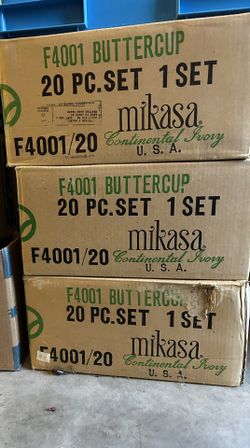 F4001 BUTTERCUP
20 PC. SET 1 SET
mikasa
Continental Ivory
F4001/20
U. S. A.
F4001 BUTTERCUP
20 PC. SET 1 SET
mikasa
F4001/20 Continental Ivory
U. S. A.
F4001 BUTTERCUP
20 PC. SET 1 SET
mikasa
F4001/20 Continental Ivory
U. S. A.